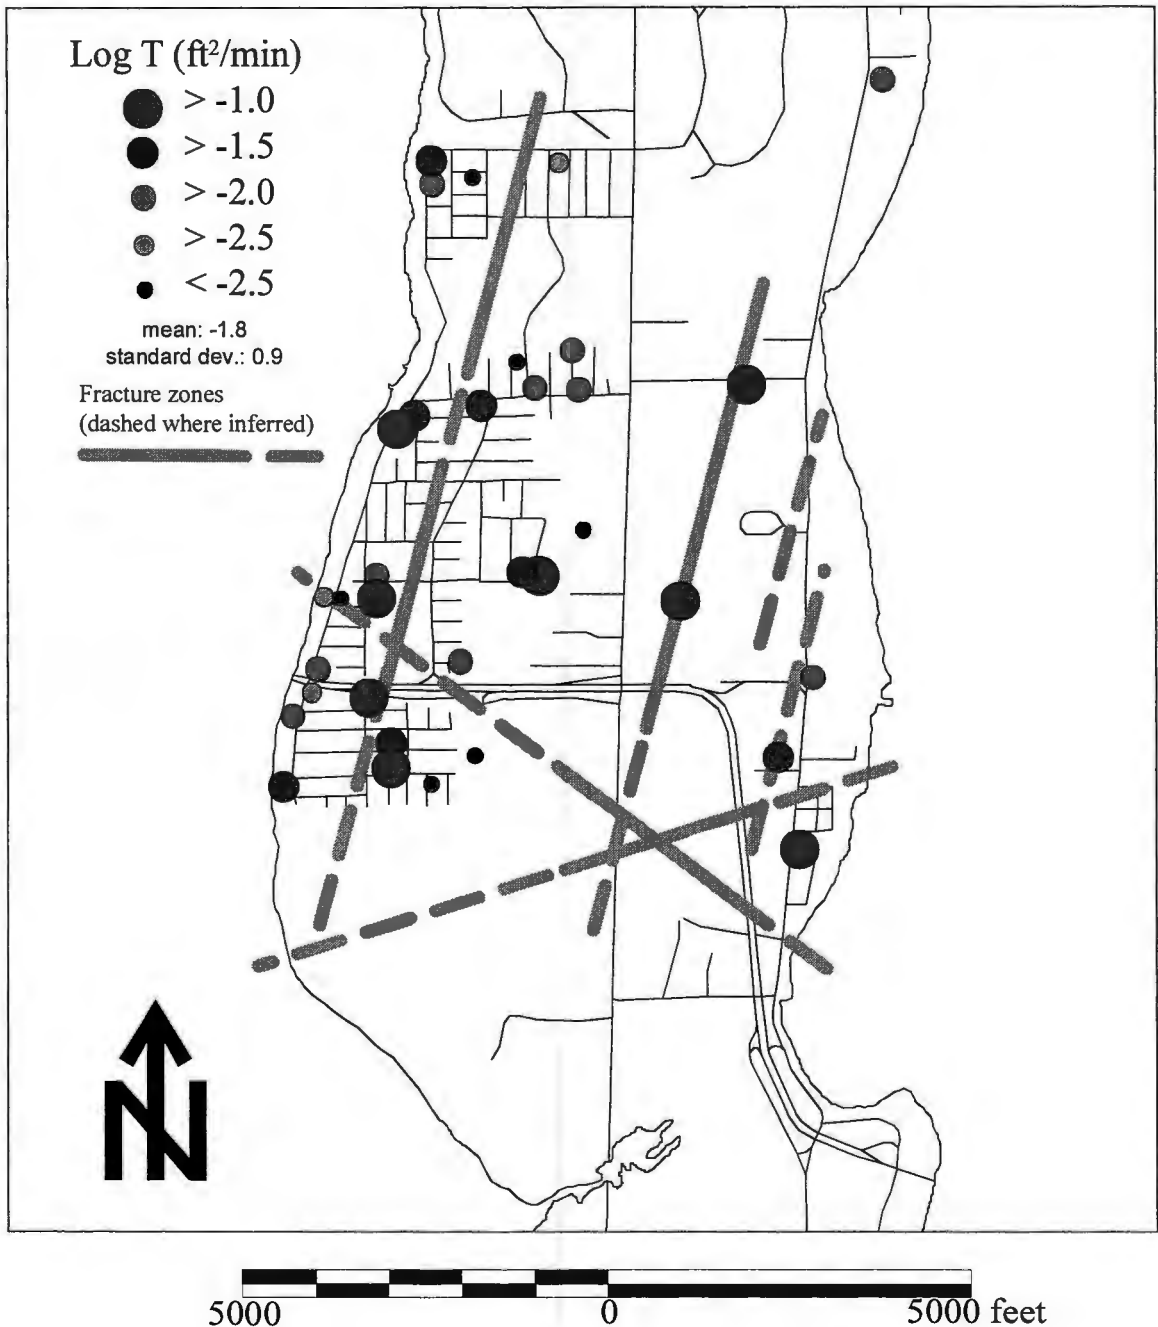 Log T (ft²/min)
> -1.0
> -1.5
> -2.0
> -2.5
< -2.5
mean: -1.8
standard dev.: 0.9
Fracture zones
(dashed where inferred)
N
5000 0 5000 feet